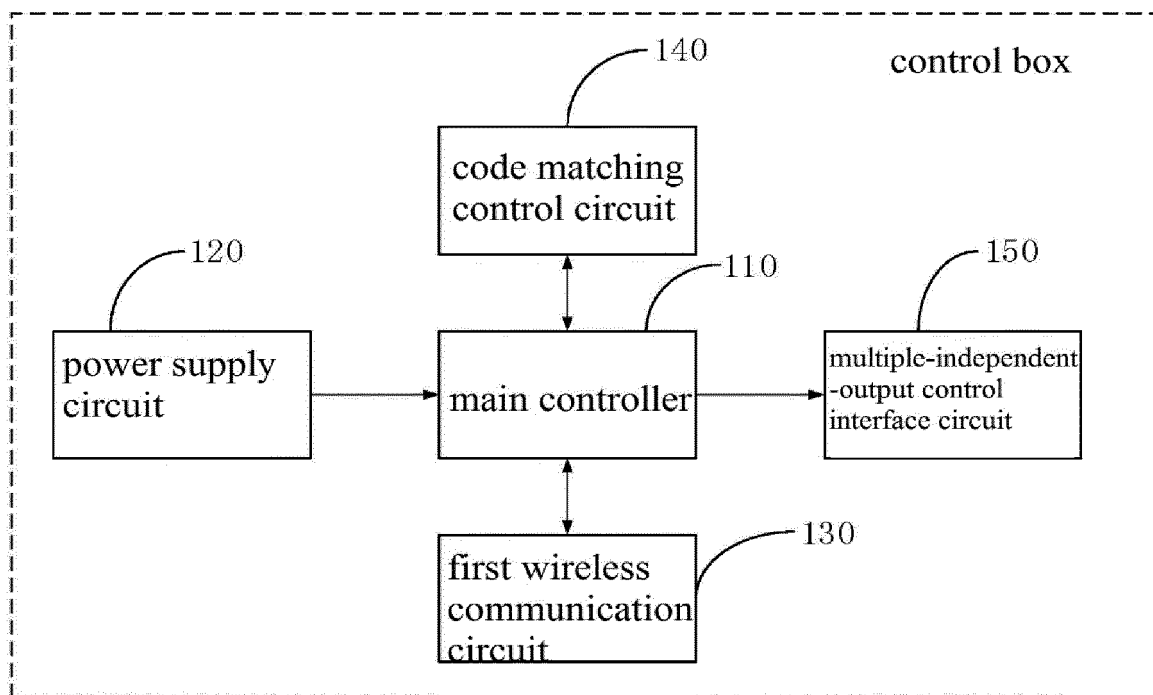 140
control box
code matching
control circuit
120
110
150
power supply
circuit
main controller
multiple-independent
-output control
interface circuit
130
first wireless
communication
circuit